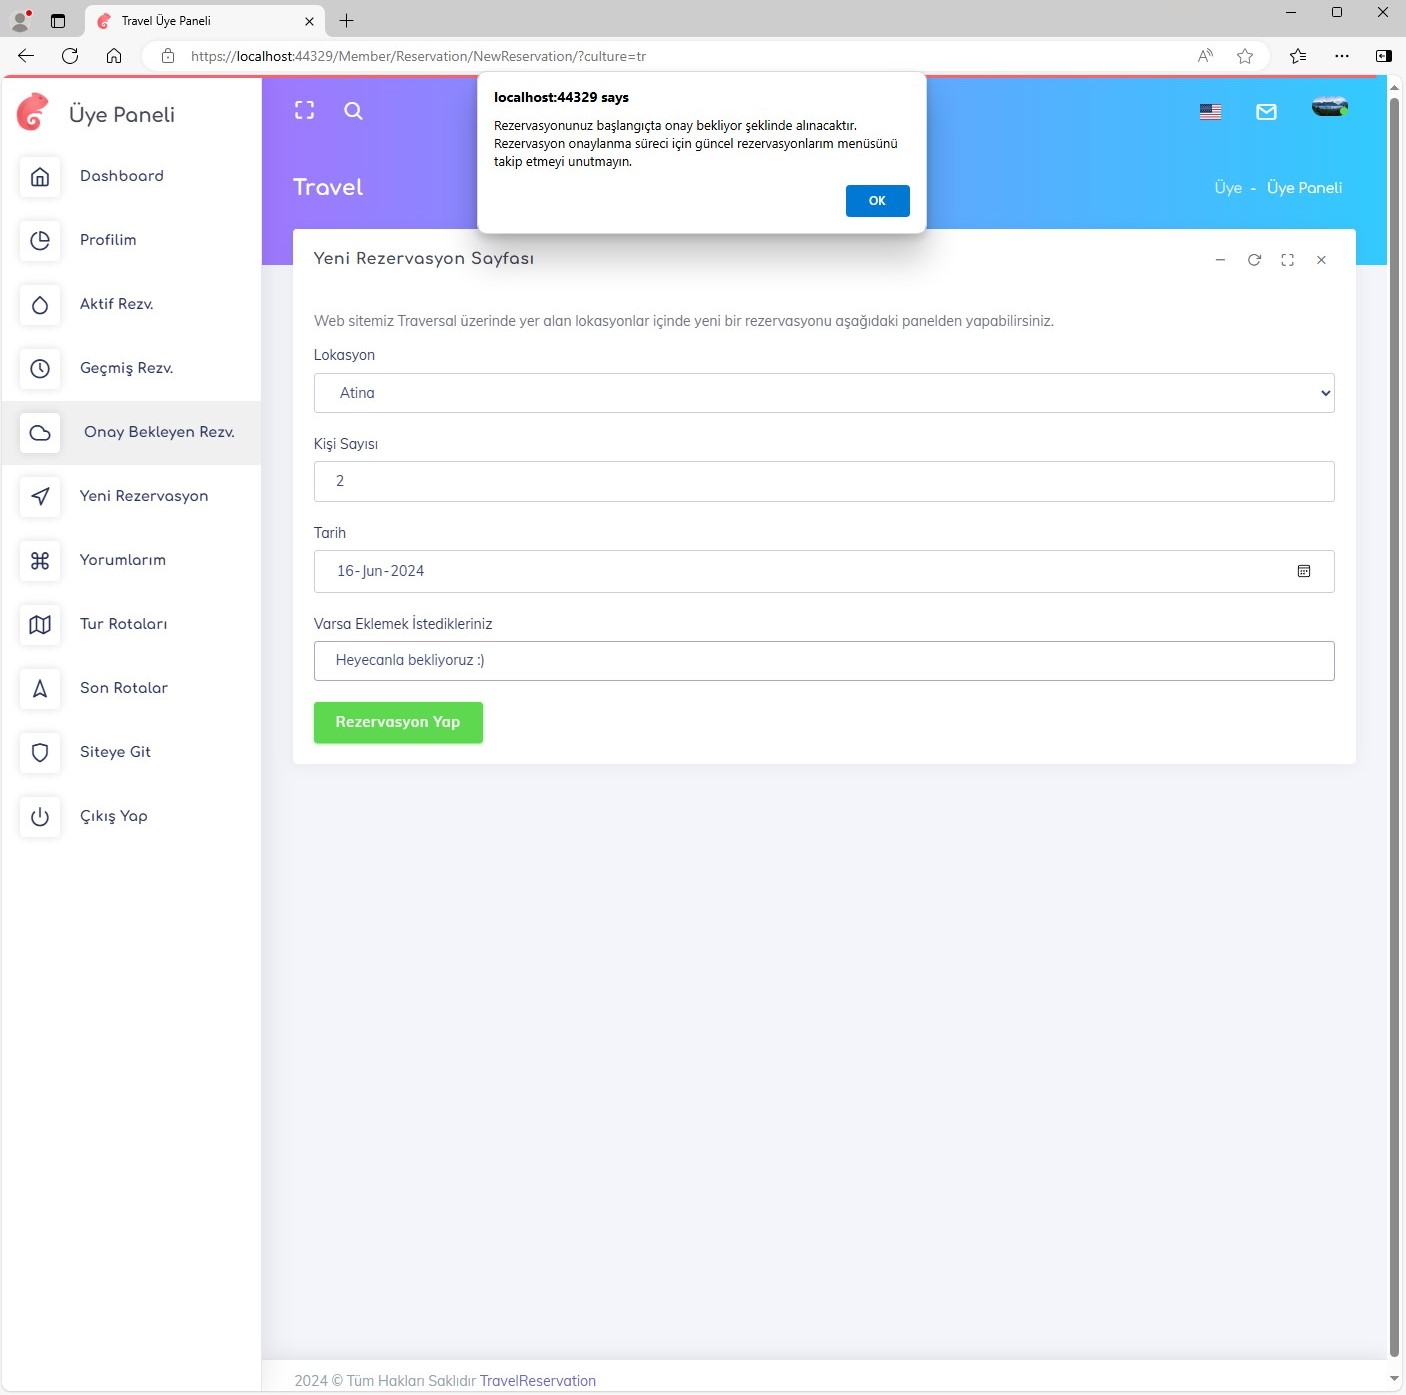 Travel Üye Paneli
https://localhost:44329/Member/Reservation/NewReservation/?culture=tr
localhost:44329 says
Rezervasyonunuz başlangıçta onay bekliyor şeklinde alınacaktır.
Rezervasyon onaylanma süreci için güncel rezervasyonlarım menüsünü
takip etmeyi unutmayın.
OK
Üye Paneli
Dashboard
Profilim
Aktif Rezv.
Geçmiş Rezv.
Onay Bekleyen Rezv.
Yeni Rezervasyon
Yorumlarım
Tur Rotaları
Son Rotalar
Siteye Git
Çıkış Yap
Travel
Üye - Üye Paneli
Yeni Rezervasyon Sayfası
Web sitemiz Traversal üzerinde yer alan lokasyonlar içinde yeni bir rezervasyonu aşağıdaki panelden yapabilirsiniz.
Lokasyon
Atina
Kişi Sayısı
2
Tarih
16-Jun-2024
Varsa Eklemek İstedikleriniz
Heyecanla bekliyoruz :)
Rezervasyon Yap
2024 © Tüm Hakları Saklıdır TravelReservation